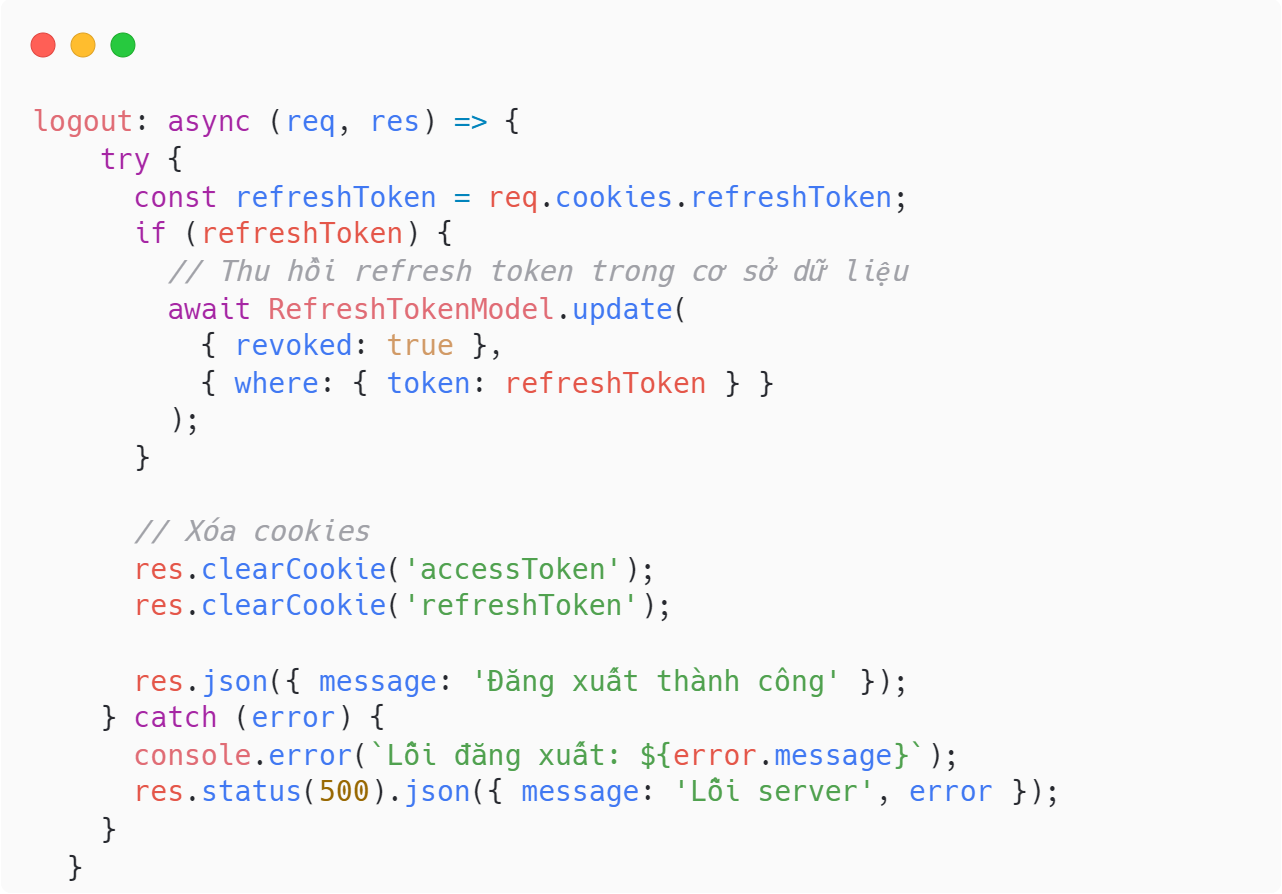 logout: async (req, res) => {
    try {
      const refreshToken = req.cookies.refreshToken;
      if (refreshToken) {
        // Thu hồi refresh token trong cơ sở dữ liệu
        await RefreshTokenModel.update(
          { revoked: true },
          { where: { token: refreshToken } }
        );
      }

      // Xóa cookies
      res.clearCookie('accessToken');
      res.clearCookie('refreshToken');

      res.json({ message: 'Đăng xuất thành công' });
    } catch (error) {
      console.error(`Lỗi đăng xuất: ${error.message}`);
      res.status(500).json({ message: 'Lỗi server', error });
    }
  }